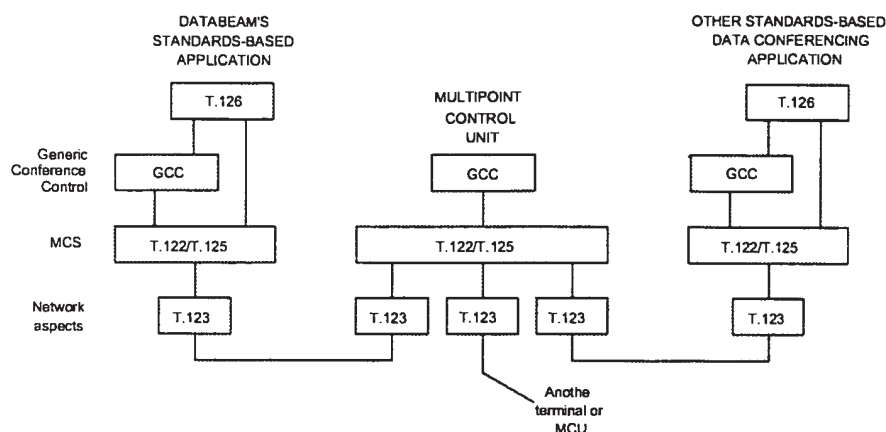 DATABEAM'S
STANDARDS-BASED
APPLICATION
OTHER STANDARDS-BASED
DATA CONFERENCING
APPLICATION
MULTIPOINT
CONTROL
UNIT
T.126
T.126
Generic
Conference
Control
GCC
GCC
GCC
MCS
T.122/T.125
T.122/T.125
T.122/T.125
Network
aspects
T.123
T.123
T.123
T.123
T.123
Anothe
terminal or
MCU